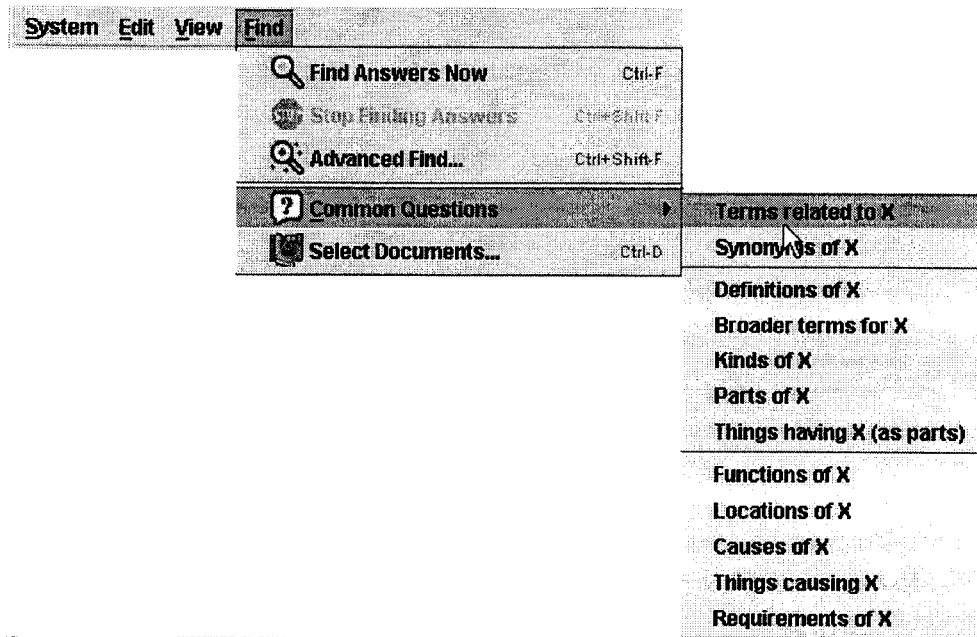 System Edit View Find
Find Answers Now Ctrl-F
Stop Finding Answers Ctrl+Shift-F
Advanced Find... Ctrl+Shift-F
Common Questions
Select Documents... Ctrl-D
Terms related to X
Synonyms of X
Definitions of X
Broader terms for X
Kinds of X
Parts of X
Things having X (as parts)
Functions of X
Locations of X
Causes of X
Things causing X
Requirements of X